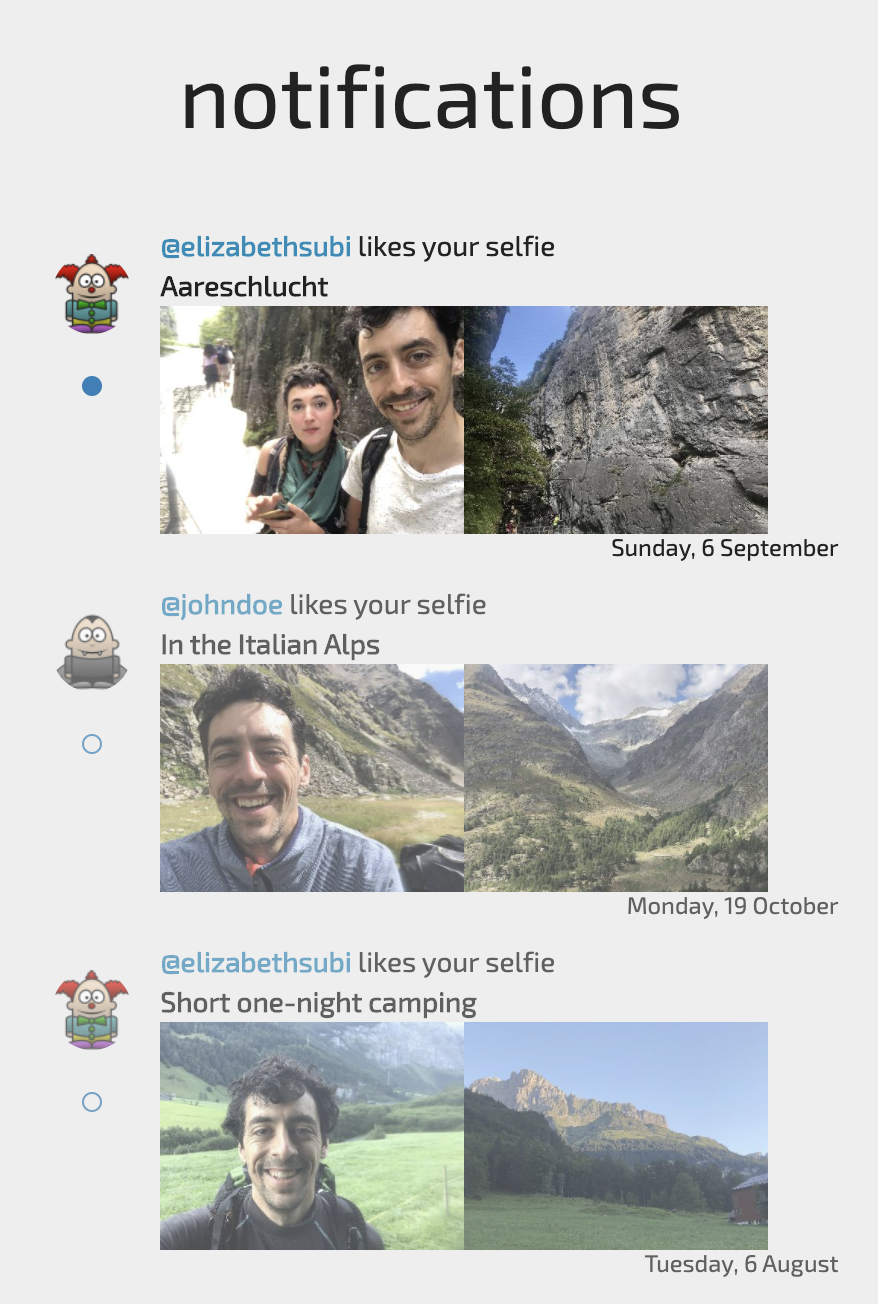 notifications
@elizabethsubi likes your selfie
Aareschlucht
Sunday, 6 September
@johndoe likes your selfie
In the Italian Alps
Monday, 19 October
@elizabethsubi likes your selfie
Short one-night camping
Tuesday, 6 August